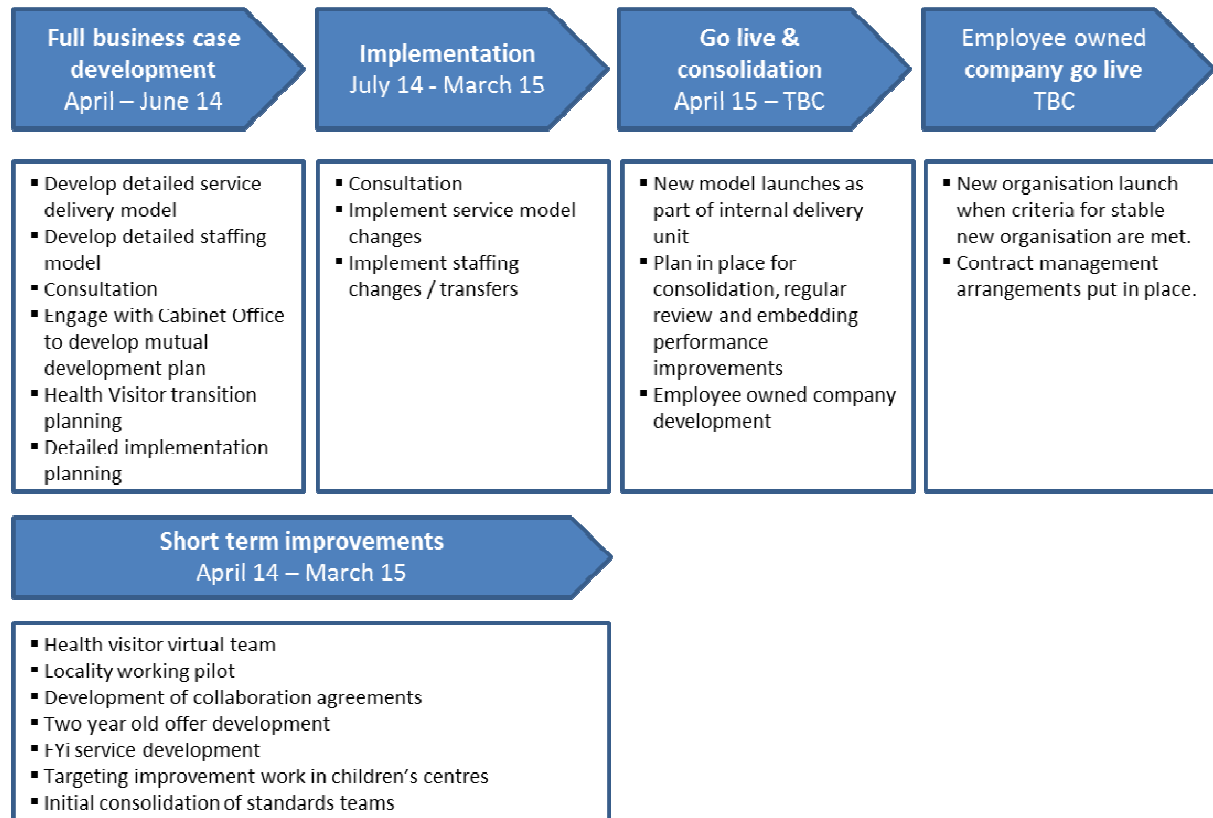 Full business case
development
April – June 14
▪ Develop detailed service
delivery model
▪ Develop detailed staffing
model
▪ Consultation
▪ Engage with Cabinet Office
to develop mutual
development plan
▪ Health Visitor transition
planning
▪ Detailed implementation
planning
Implementation
July 14 - March 15
▪ Consultation
▪ Implement service model
changes
▪ Implement staffing
changes / transfers
Go live &
consolidation
April 15 – TBC
▪ New model launches as
part of internal delivery
unit
▪ Plan in place for
consolidation, regular
review and embedding
performance
improvements
▪ Employee owned company
development
Employee owned
company go live
TBC
▪ New organisation launch
when criteria for stable
new organisation are met.
▪ Contract management
arrangements put in place.
Short term improvements
April 14 – March 15
▪ Health visitor virtual team
▪ Locality working pilot
▪ Development of collaboration agreements
▪ Two year old offer development
▪ FYi service development
▪ Targeting improvement work in children's centres
▪ Initial consolidation of standards teams